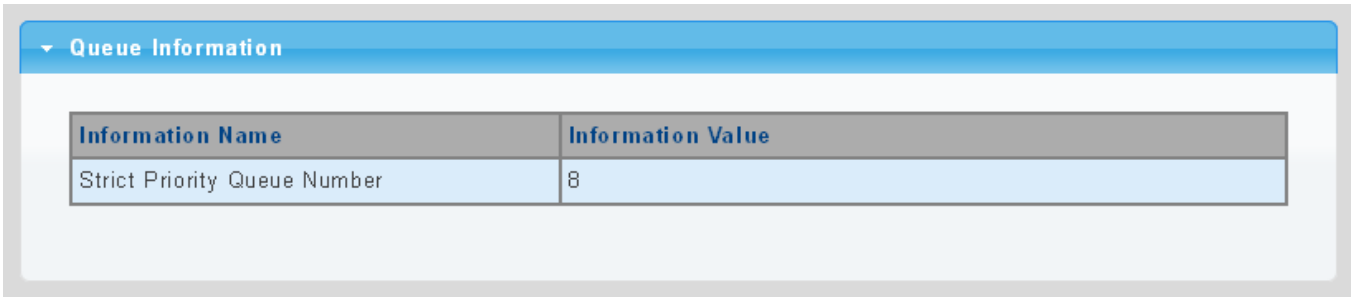 Queue Information
Information Name Information Value
Strict Priority Queue Number 8